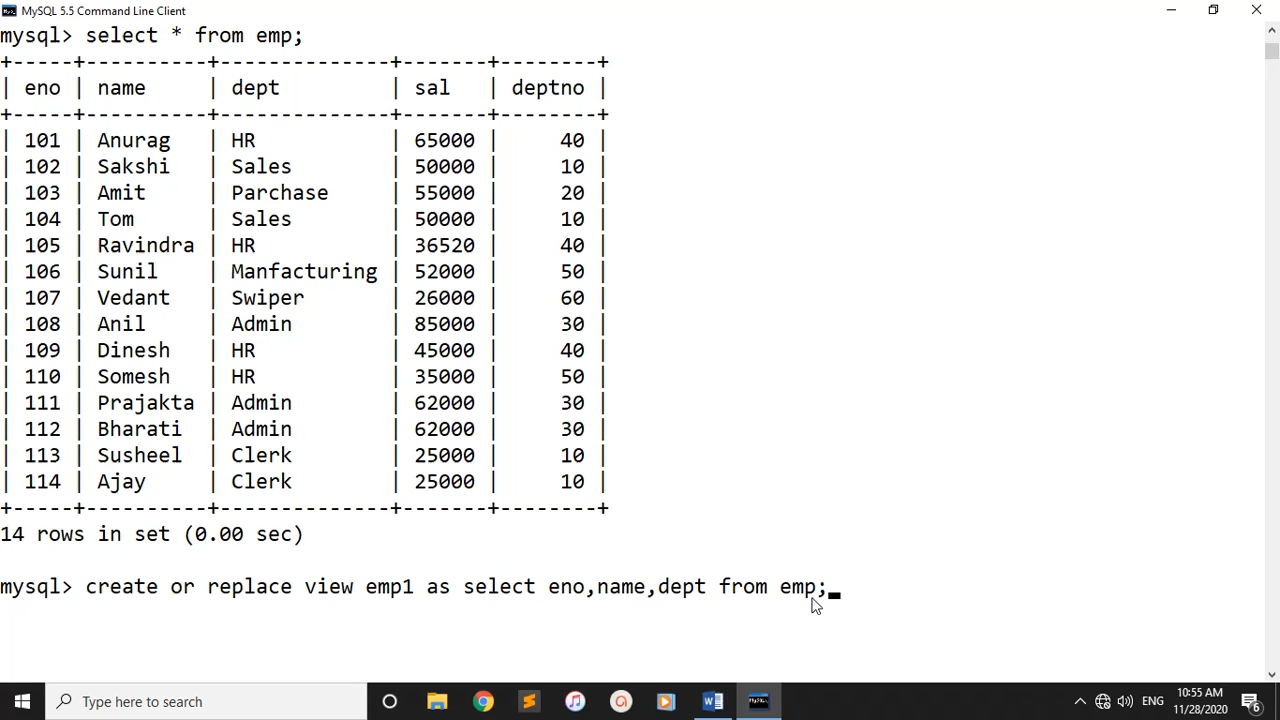 MySQL 5.5 Command Line Client
mysql> select * from emp;
+-----+----------+--------------+-------+--------+
| eno | name     | dept         | sal   | deptno |
+-----+----------+--------------+-------+--------+
| 101 | Anurag   | HR           | 65000 |     40 |
| 102 | Sakshi   | Sales        | 50000 |     10 |
| 103 | Amit     | Parchase     | 55000 |     20 |
| 104 | Tom      | Sales        | 50000 |     10 |
| 105 | Ravindra | HR           | 36520 |     40 |
| 106 | Sunil    | Manfacturing | 52000 |     50 |
| 107 | Vedant   | Swiper       | 26000 |     60 |
| 108 | Anil     | Admin        | 85000 |     30 |
| 109 | Dinesh   | HR           | 45000 |     40 |
| 110 | Somesh   | HR           | 35000 |     50 |
| 111 | Prajakta | Admin        | 62000 |     30 |
| 112 | Bharati  | Admin        | 62000 |     30 |
| 113 | Susheel  | Clerk        | 25000 |     10 |
| 114 | Ajay     | Clerk        | 25000 |     10 |
+-----+----------+--------------+-------+--------+
14 rows in set (0.00 sec)
mysql> create or replace view emp1 as select eno,name,dept from emp;
Type here to search
ENG
10:55 AM
11/28/2020
6